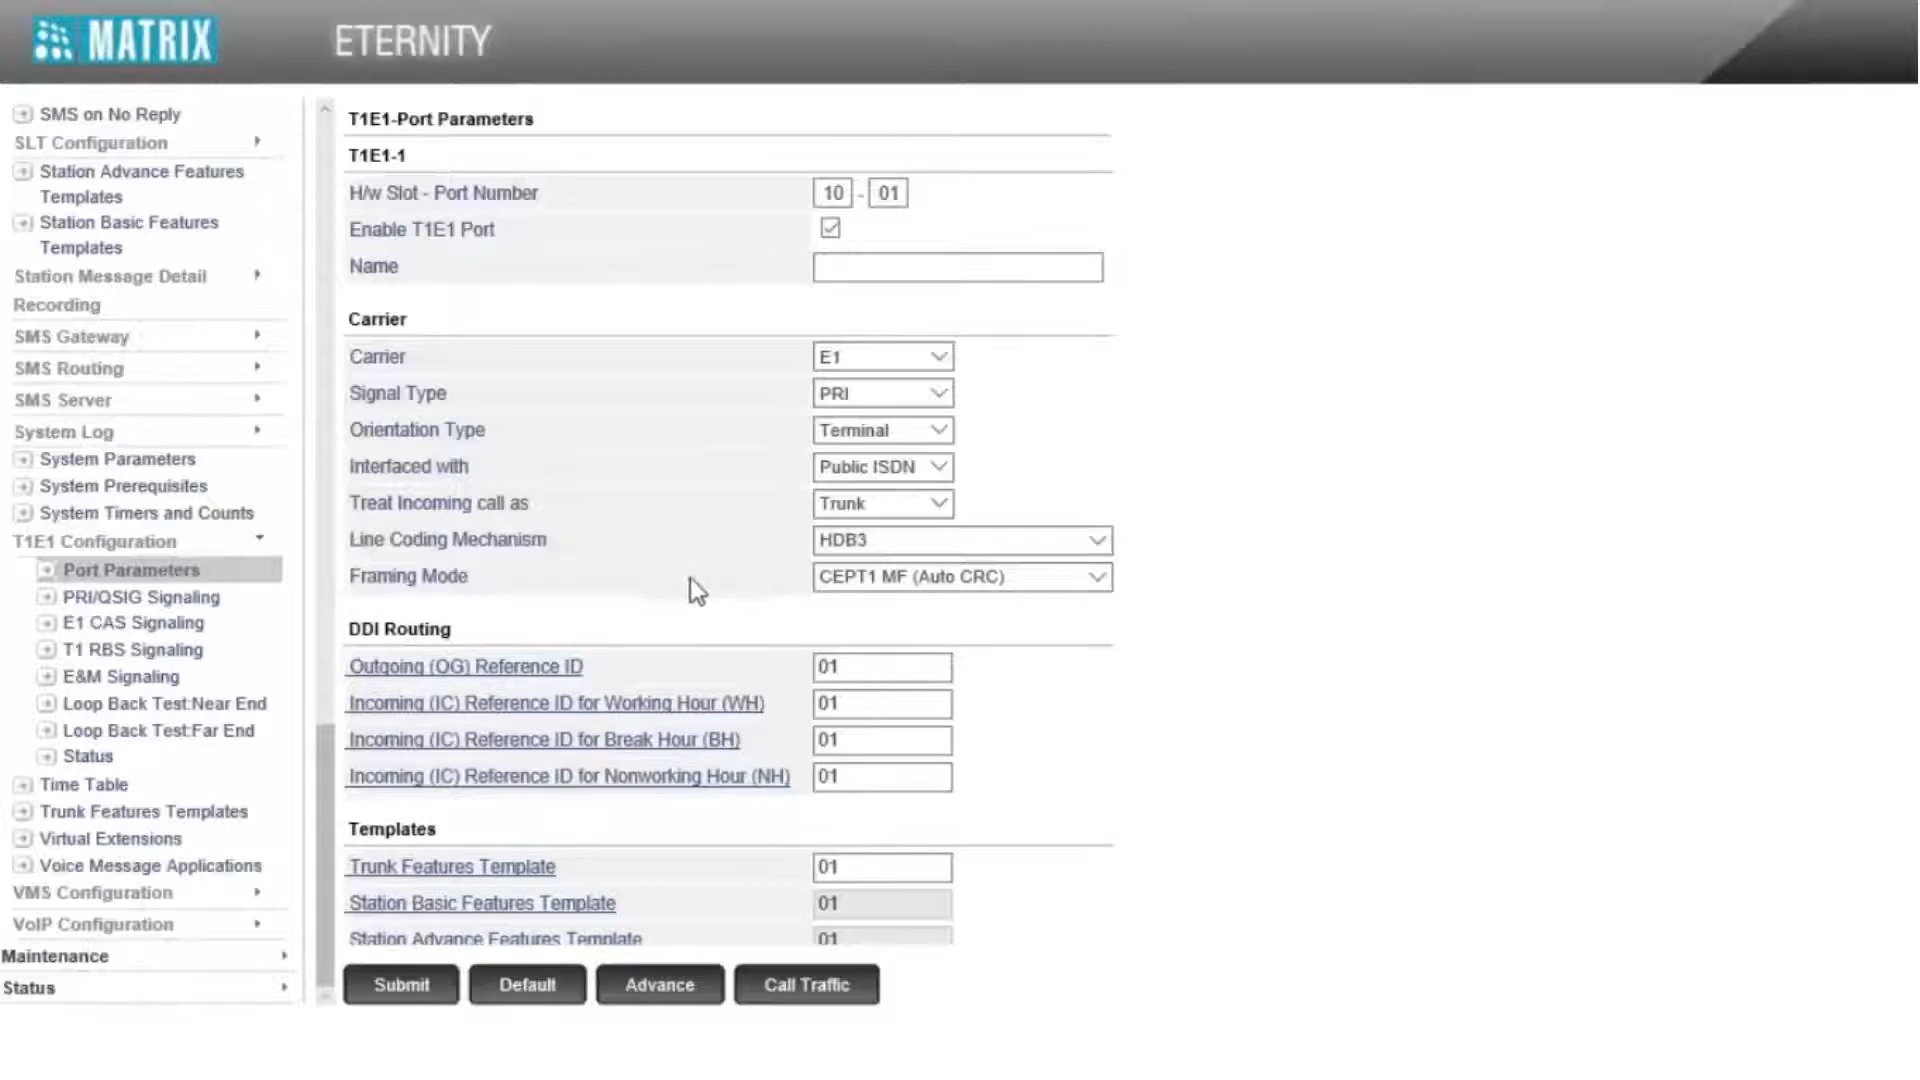 MATRIX
ETERNITY
SMS on No Reply
SLT Configuration
Station Advance Features
Templates
Station Basic Features
Templates
Station Message Detail
Recording
SMS Gateway
SMS Routing
SMS Server
System Log
System Parameters
System Prerequisites
System Timers and Counts
T1E1 Configuration
Port Parameters
PRI/QSIG Signaling
E1 CAS Signaling
T1 RBS Signaling
E&M Signaling
Loop Back Test:Near End
Loop Back Test:Far End
Status
Time Table
Trunk Features Templates
Virtual Extensions
Voice Message Applications
VMS Configuration
VoIP Configuration
Maintenance
Status
T1E1-Port Parameters
T1E1-1
H/w Slot - Port Number 10 - 01
Enable T1E1 Port
Name
Carrier
Carrier E1
Signal Type PRI
Orientation Type Terminal
Interfaced with Public ISDN
Treat Incoming call as Trunk
Line Coding Mechanism HDB3
Framing Mode CEPT1 MF (Auto CRC)
DDI Routing
Outgoing (OG) Reference ID 01
Incoming (IC) Reference ID for Working Hour (WH) 01
Incoming (IC) Reference ID for Break Hour (BH) 01
Incoming (IC) Reference ID for Nonworking Hour (NH) 01
Templates
Trunk Features Template 01
Station Basic Features Template 01
Station Advance Features Template 01
Submit Default Advance Call Traffic